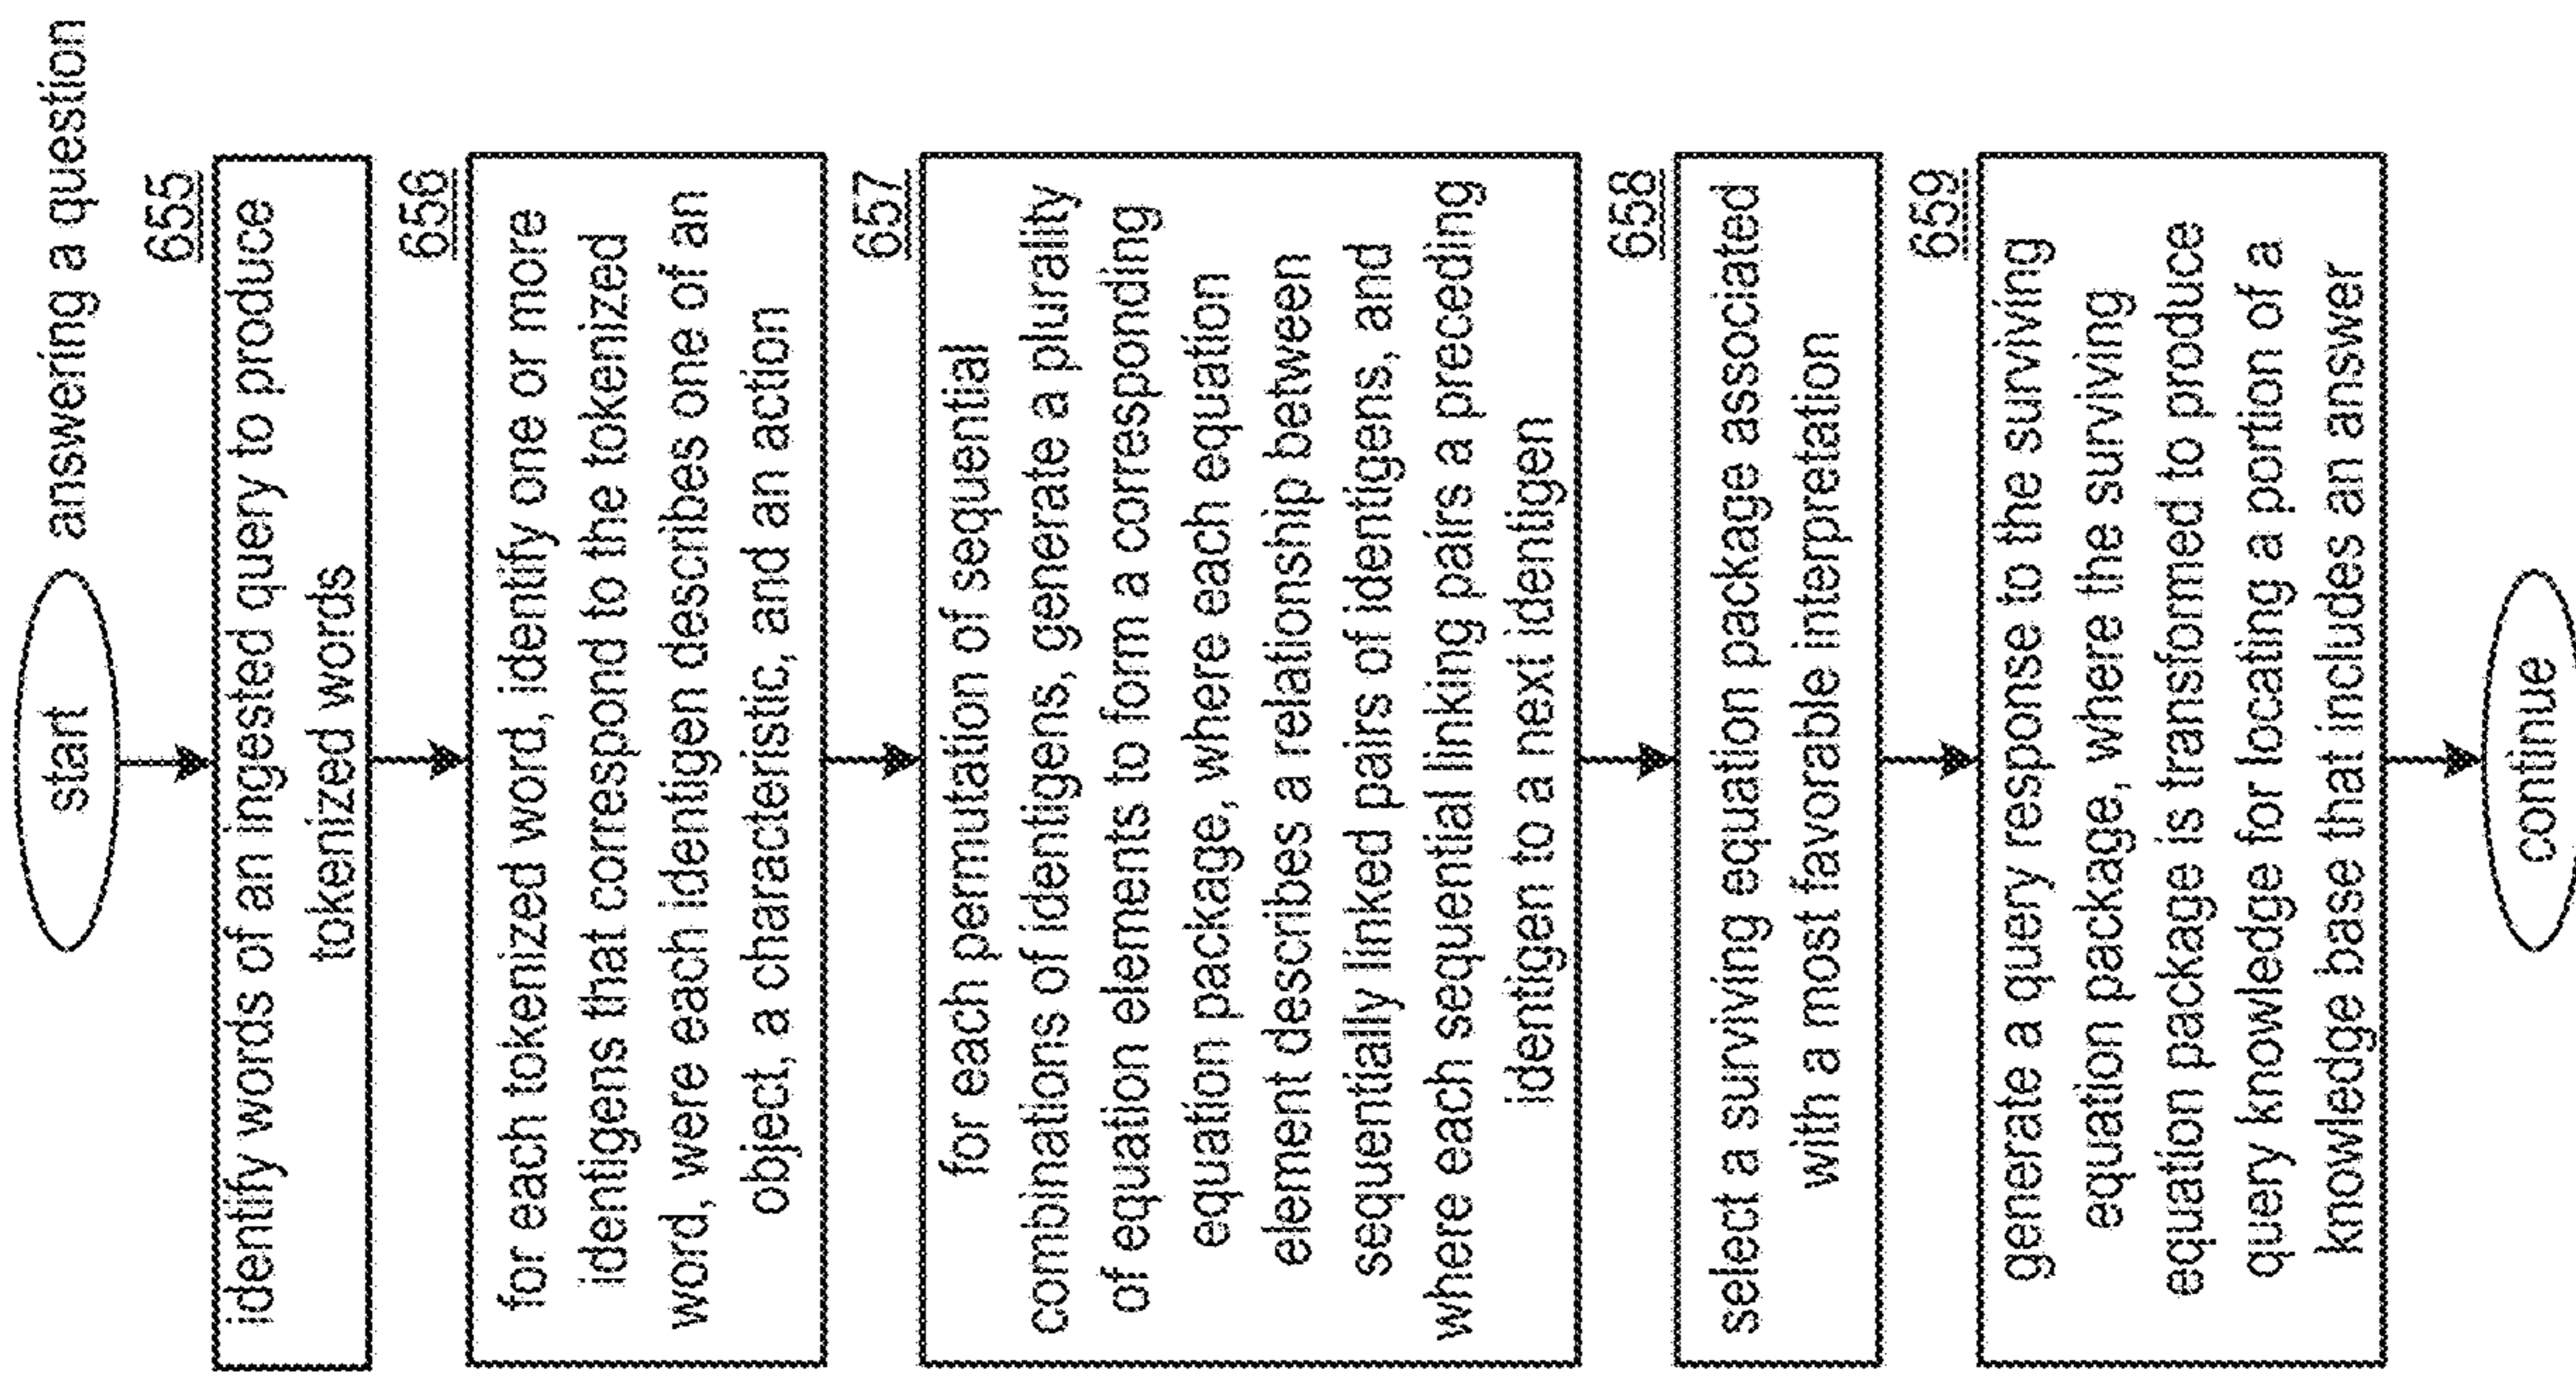 start
answering a question
655
identify words of an ingested query to produce
tokenized words
656
for each tokenized word, identify one or more
identigens that correspond to the tokenized
word, were each identigen describes one of an
object, a characteristic, and an action
657
for each permutation of sequential
combinations of identigens, generate a plurality
of equation elements to form a corresponding
equation package, where each equation
element describes a relationship between
sequentially linked pairs of identigens, and
where each sequential linking pairs a preceding
identigen to a next identigen
658
select a surviving equation package associated
with a most favorable interpretation
659
generate a query response to the surviving
equation package, where the surviving
equation package is transformed to produce
query knowledge for locating a portion of a
knowledge base that includes an answer
continue